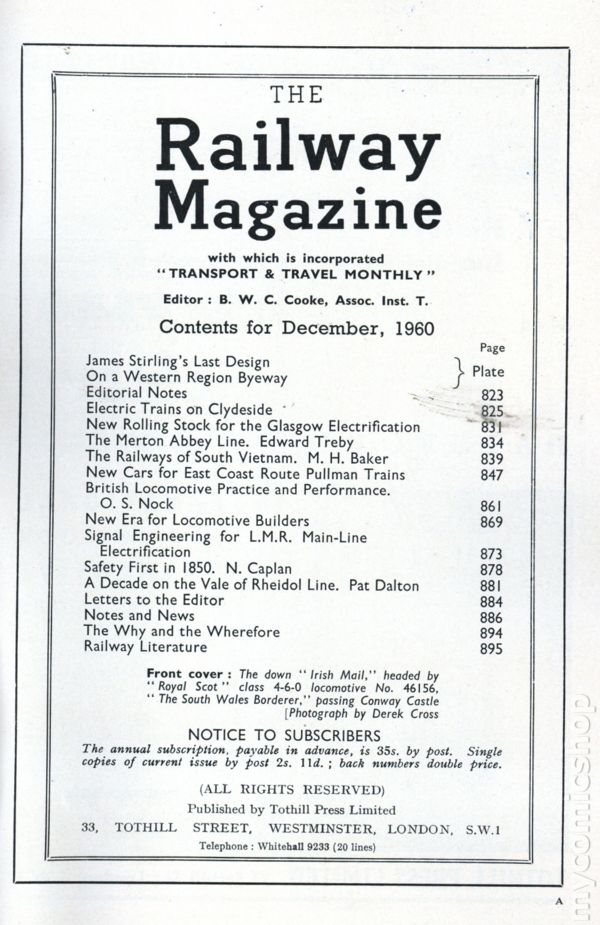 THE
Railway
Magazine
with which is incorporated
"TRANSPORT & TRAVEL MONTHLY"
Editor : B. W. C. Cooke, Assoc. Inst. T.
Contents for December, 1960
Page
James Stirling's Last Design
On a Western Region Byeway } Plate
Editorial Notes 823
Electric Trains on Clydeside 825
New Rolling Stock for the Glasgow Electrification 831
The Merton Abbey Line. Edward Treby 834
The Railways of South Vietnam. M. H. Baker 839
New Cars for East Coast Route Pullman Trains 847
British Locomotive Practice and Performance.
O. S. Nock 861
New Era for Locomotive Builders 869
Signal Engineering for L.M.R. Main-Line
Electrification 873
Safety First in 1850. N. Caplan 878
A Decade on the Vale of Rheidol Line. Pat Dalton 881
Letters to the Editor 884
Notes and News 886
The Why and the Wherefore 894
Railway Literature 895
Front cover : The down "Irish Mail," headed by
"Royal Scot" class 4-6-0 locomotive No. 46156,
"The South Wales Borderer," passing Conway Castle
[Photograph by Derek Cross
NOTICE TO SUBSCRIBERS
The annual subscription, payable in advance, is 35s. by post. Single
copies of current issue by post 2s. 11d. ; back numbers double price.
(ALL RIGHTS RESERVED)
Published by Tothill Press Limited
33, TOTHILL STREET, WESTMINSTER, LONDON, S.W.1
Telephone : Whitehall 9233 (20 lines)
A
mycomicshop